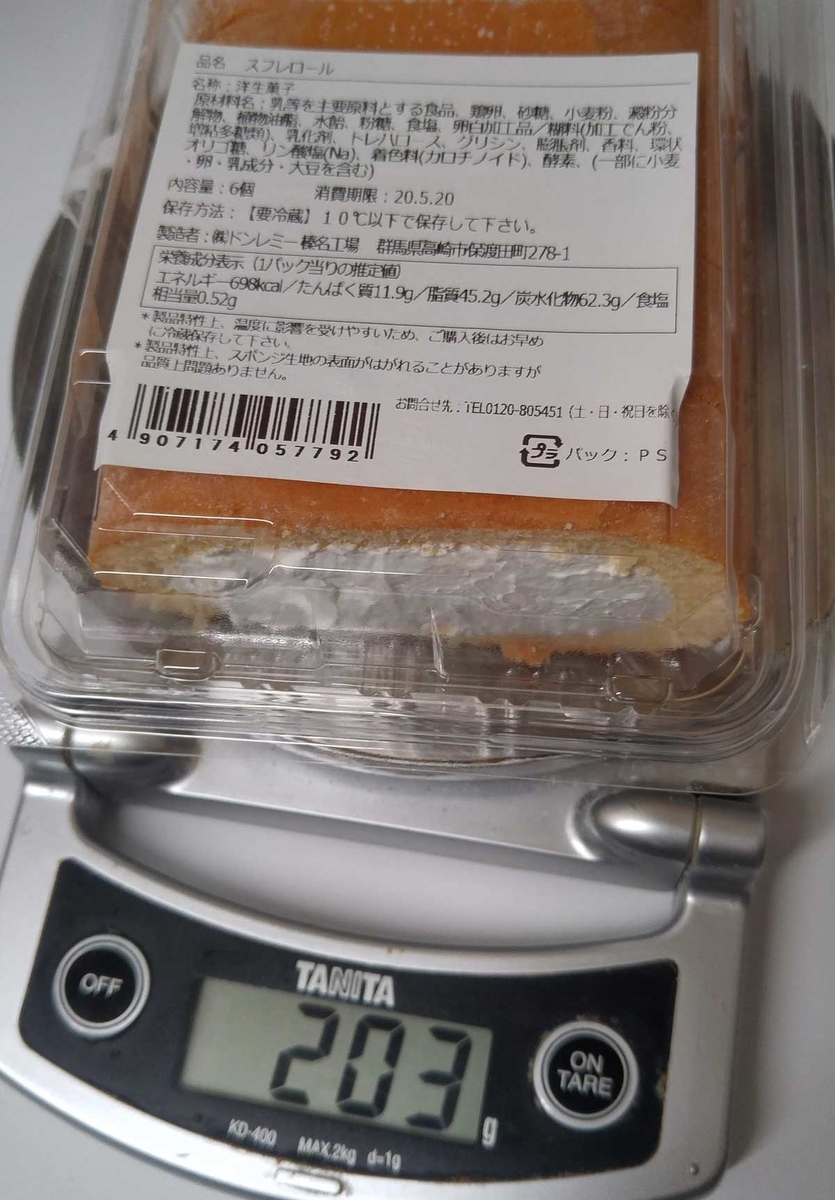 品名　スフレロール
名称：洋生菓子
原材料名：乳等を主要原料とする食品、鶏卵、砂糖、小麦粉、澱粉分
解物、植物油脂、水飴、粉糖、食塩、卵白加工品／糊料(加工でん粉、
増粘多糖類)、乳化剤、トレハロース、グリシン、膨脹剤、香料、環状
オリゴ糖、リン酸塩(Na)、着色料(カロチノイド)、酵素、(一部に小麦
・卵・乳成分・大豆を含む)
内容量：6個　　消費期限：20.5.20
保存方法：【要冷蔵】１０℃以下で保存して下さい。
製造者：㈱ドンレミー榛名工場　群馬県高崎市保渡田町278-1
栄養成分表示（1パック当りの推定値）
エネルギー698kcal／たんぱく質11.9g／脂質45.2g／炭水化物62.3g／食塩
相当量0.52g
＊製品特性上、温度に影響を受けやすいため、ご購入後はお早め
に冷蔵保存して下さい。
＊製品特性上、スポンジ生地の表面がはがれることがありますが
品質上問題ありません。
お問合せ先：TEL0120-805451（土・日・祝日を除く
4 907174 057792
プラ パック：ＰＳ
OFF
TANITA
203 g
ON
TARE
KD-400 MAX.2kg d=1g